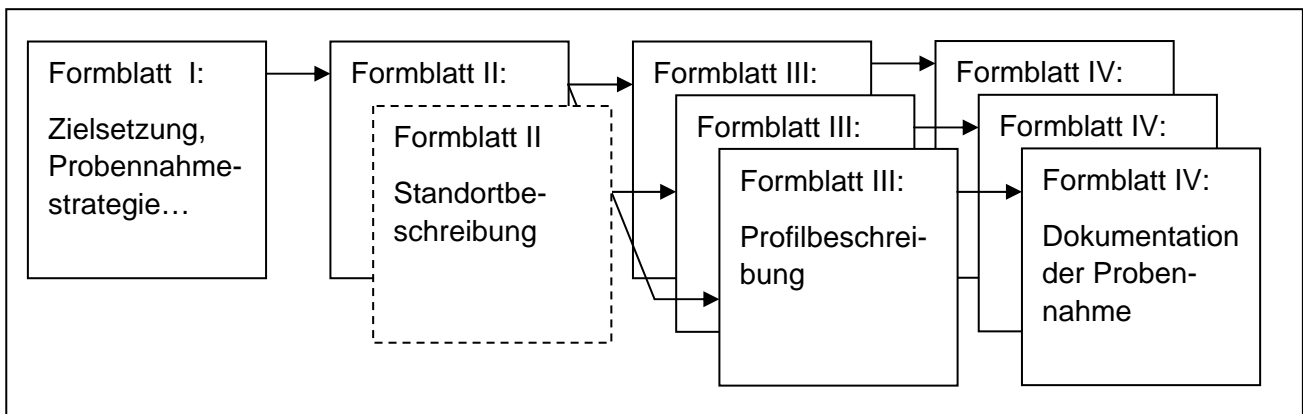 Formblatt I:
Zielsetzung,
Probennahme-
strategie…
Formblatt II:
Formblatt II
Standortbe-
schreibung
Formblatt III:
Formblatt III:
Formblatt III:
Profilbeschrei-
bung
Formblatt IV:
Formblatt IV:
Formblatt IV:
Dokumentation
der Proben-
nahme